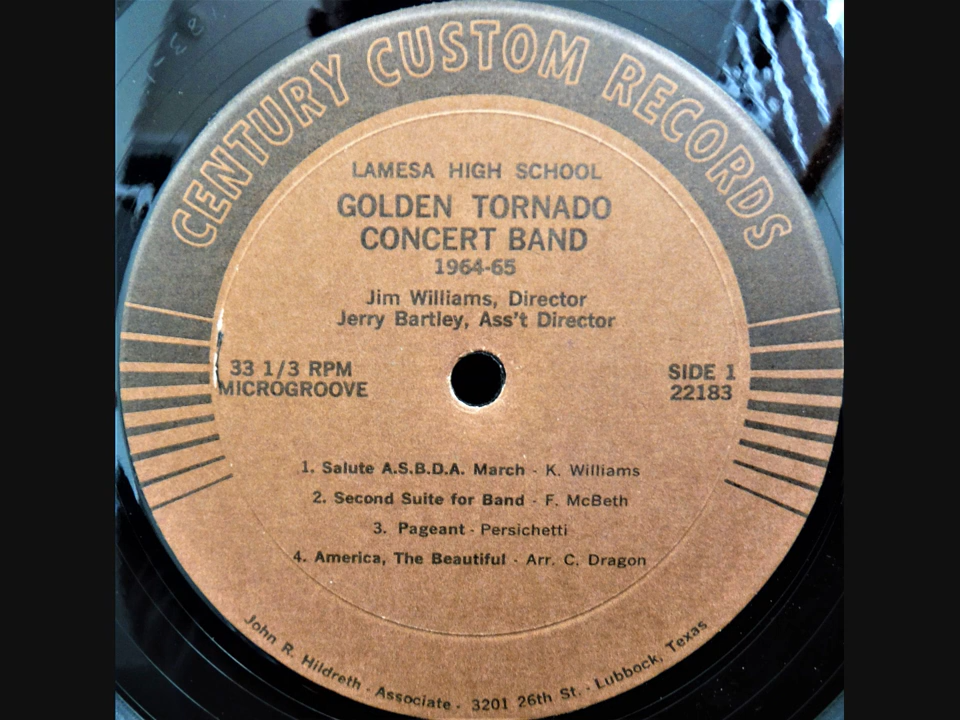 CENTURY CUSTOM RECORDS
LAMESA HIGH SCHOOL
GOLDEN TORNADO
CONCERT BAND
1964-65
Jim Williams, Director
Jerry Bartley, Ass't Director
33 1/3 RPM
MICROGROOVE
SIDE 1
22183
1. Salute A.S.B.D.A. March - K. Williams
2. Second Suite for Band - F. McBeth
3. Pageant - Persichetti
4. America, The Beautiful - Arr. C. Dragon
John R. Hildreth · Associate · 3201 26th St. · Lubbock, Texas